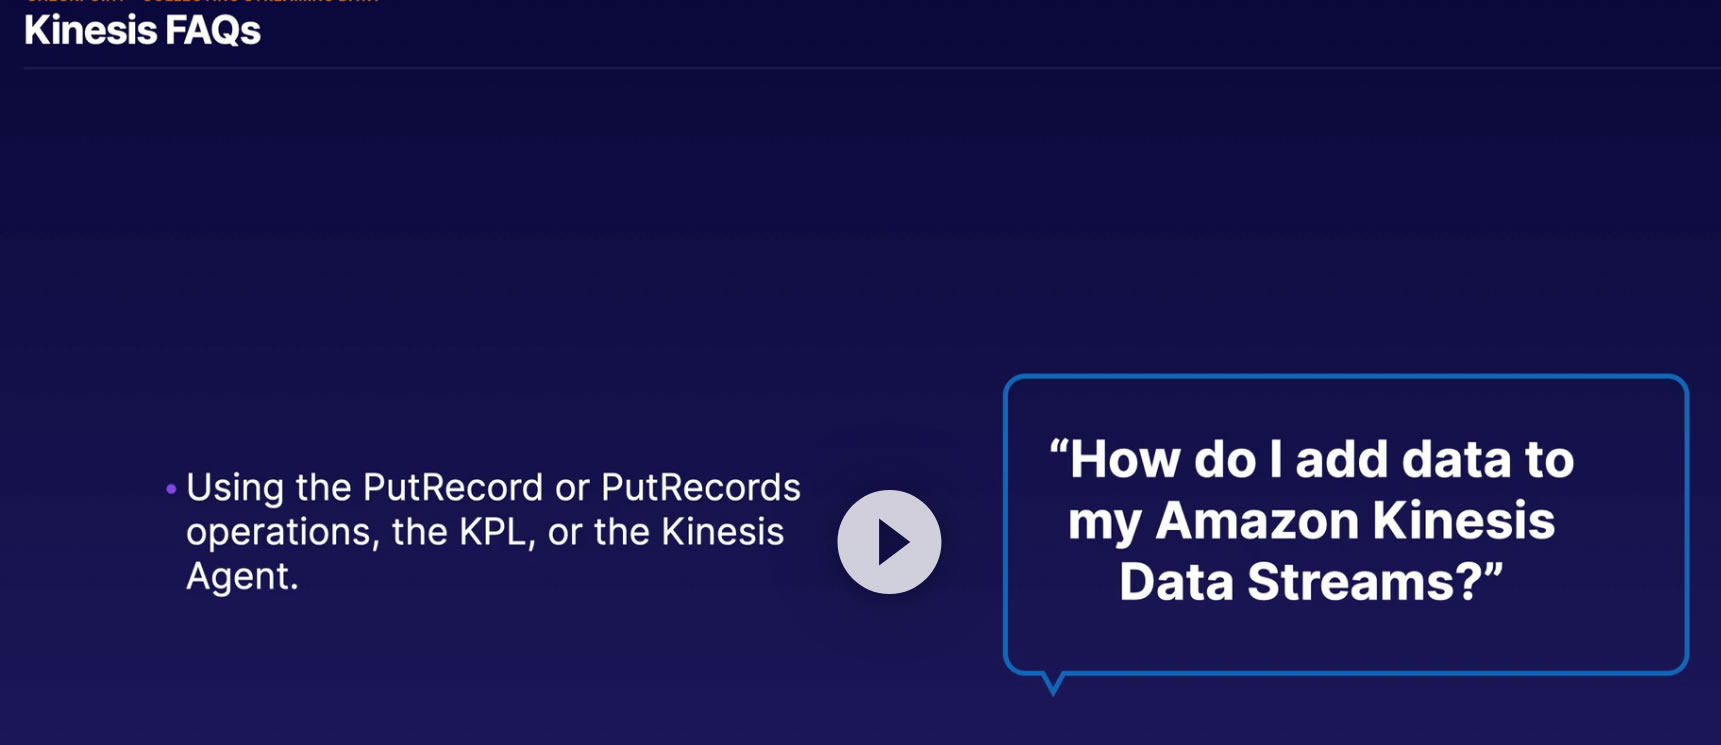 Kinesis FAQs
• Using the PutRecord or PutRecords
operations, the KPL, or the Kinesis
Agent.
“How do I add data to
my Amazon Kinesis
Data Streams?”